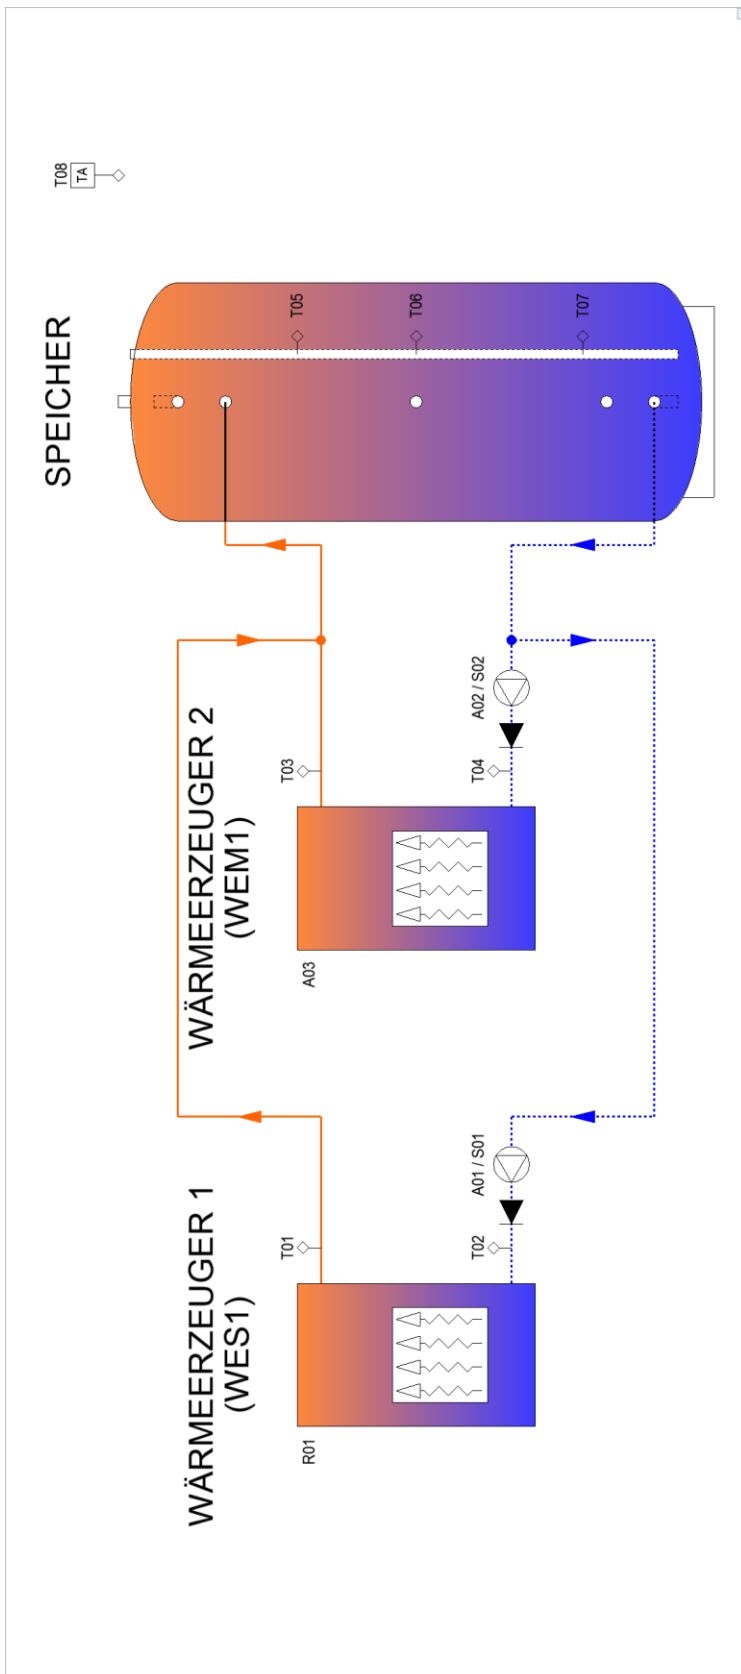 WÄRMEERZEUGER 1
(WES1)
R01
T01
T02
A01 / S01
WÄRMEERZEUGER 2
(WEM1)
A03
T03
T04
A02 / S02
SPEICHER
T05
T06
T07
T08
TA